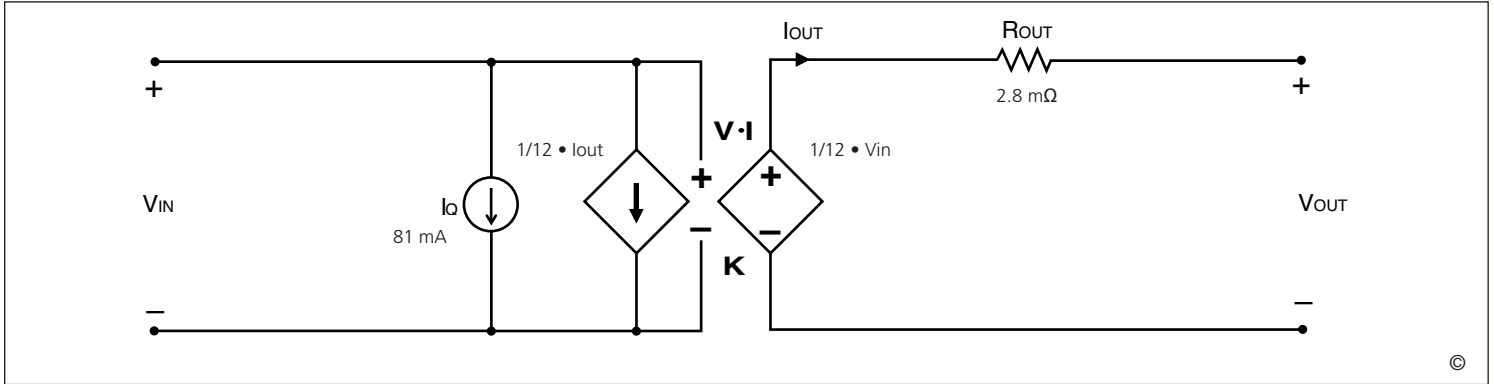 IOUT
ROUT
2.8 mΩ
+
+
V·I
1/12 • Iout
1/12 • Vin
+
+
VIN
IQ
81 mA
VOUT
–
–
K
–
–
©